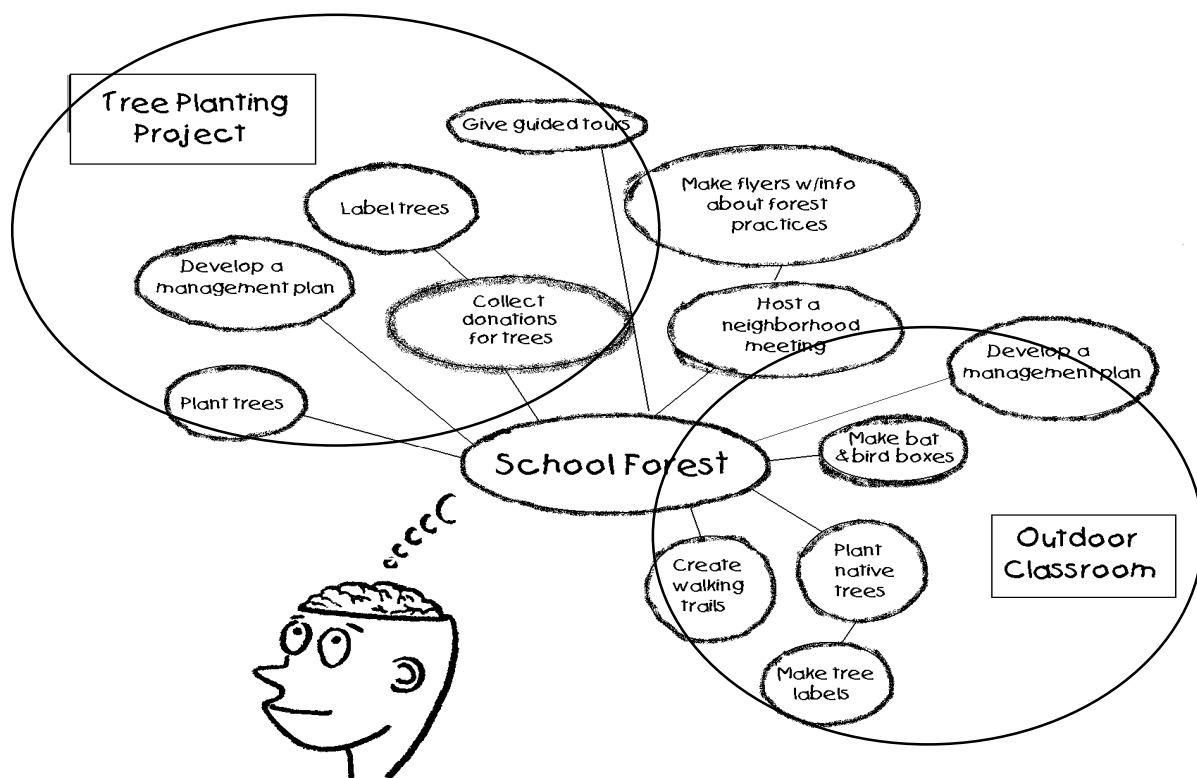 Tree Planting
Project
Give guided tours
Label trees
Make flyers w/info
about forest
practices
Develop a
management plan
Collect
donations
for trees
Host a
neighborhood
meeting
Plant trees
Develop a
management plan
School Forest
Make bat
& bird boxes
Create
walking
trails
Plant
native
trees
Outdoor
Classroom
Make tree
labels